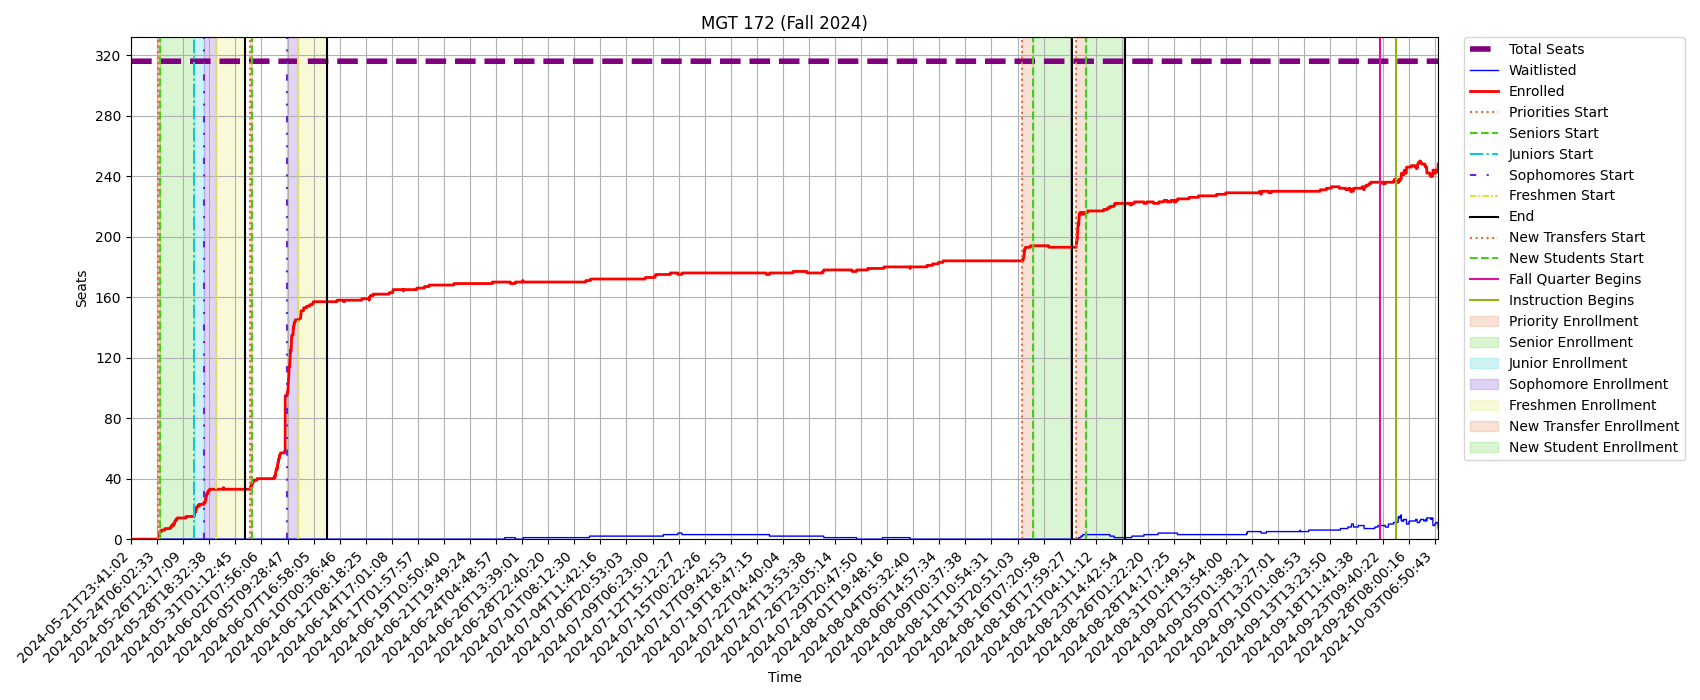 MGT 172 (Fall 2024)
Seats
320
280
240
200
160
120
80
40
0
2024-05-21T23:41:02
2024-05-24T06:02:33
2024-05-26T12:17:09
2024-05-28T18:32:38
2024-05-31T01:12:45
2024-06-02T07:56:06
2024-06-05T09:28:47
2024-06-07T16:58:05
2024-06-10T00:36:46
2024-06-12T08:18:25
2024-06-14T17:01:08
2024-06-17T01:57:57
2024-06-19T10:50:40
2024-06-21T19:49:24
2024-06-24T04:48:57
2024-06-26T13:39:01
2024-06-28T22:40:20
2024-07-01T08:12:30
2024-07-04T11:42:16
2024-07-06T20:53:03
2024-07-09T06:23:00
2024-07-12T15:12:27
2024-07-15T00:22:26
2024-07-17T09:42:53
2024-07-19T18:47:15
2024-07-22T04:40:04
2024-07-24T13:53:38
2024-07-26T23:05:14
2024-07-29T20:47:50
2024-08-01T19:48:16
2024-08-04T05:32:40
2024-08-06T14:57:34
2024-08-09T00:37:38
2024-08-11T10:54:31
2024-08-13T20:51:03
2024-08-16T07:20:58
2024-08-18T17:59:27
2024-08-21T04:11:12
2024-08-23T14:42:54
2024-08-26T01:22:20
2024-08-28T14:17:25
2024-08-31T01:49:54
2024-09-02T13:54:00
2024-09-05T01:38:21
2024-09-07T13:27:01
2024-09-10T01:08:53
2024-09-13T13:23:50
2024-09-18T11:41:38
2024-09-23T09:40:22
2024-09-28T08:00:16
2024-10-03T06:50:43
Time
Total Seats
Waitlisted
Enrolled
Priorities Start
Seniors Start
Juniors Start
Sophomores Start
Freshmen Start
End
New Transfers Start
New Students Start
Fall Quarter Begins
Instruction Begins
Priority Enrollment
Senior Enrollment
Junior Enrollment
Sophomore Enrollment
Freshmen Enrollment
New Transfer Enrollment
New Student Enrollment